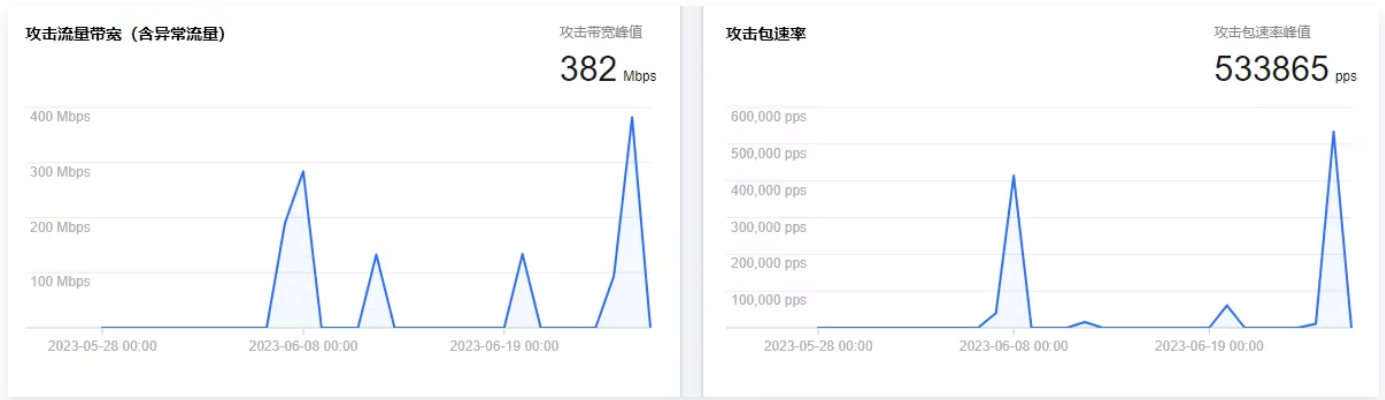 攻击流量带宽（含异常流量）
攻击带宽峰值
382 Mbps
400 Mbps
300 Mbps
200 Mbps
100 Mbps
2023-05-28 00:00
2023-06-08 00:00
2023-06-19 00:00
攻击包速率
攻击包速率峰值
533865 pps
600,000 pps
500,000 pps
400,000 pps
300,000 pps
200,000 pps
100,000 pps
2023-05-28 00:00
2023-06-08 00:00
2023-06-19 00:00